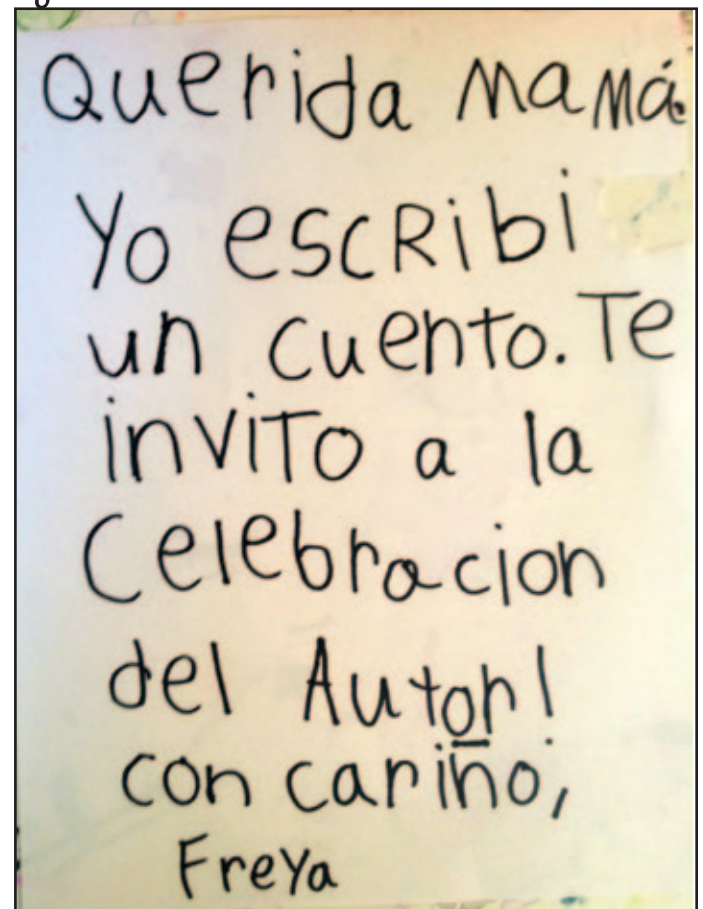 Querida Mamá
Yo escribi
un cuento. Te
invito a la
Celebracion
del Autor!
con cariño,
Freya